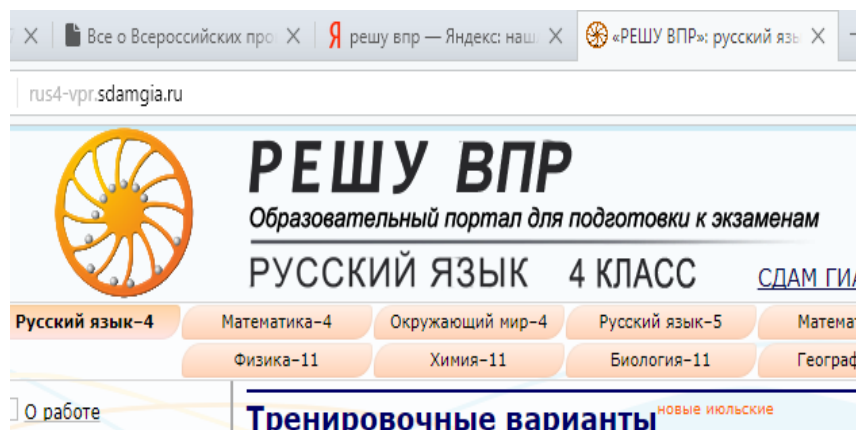 Все о Всероссийских про
решу впр — Яндекс: наш
«РЕШУ ВПР»: русский язы
rus4-vpr.sdamgia.ru
РЕШУ ВПР
Образовательный портал для подготовки к экзаменам
РУССКИЙ ЯЗЫК 4 КЛАСС
СДАМ ГИА
Русский язык–4 Математика–4 Окружающий мир–4 Русский язык–5 Матема
Физика–11 Химия–11 Биология–11 Географ
О работе
Тренировочные варианты новые июльские